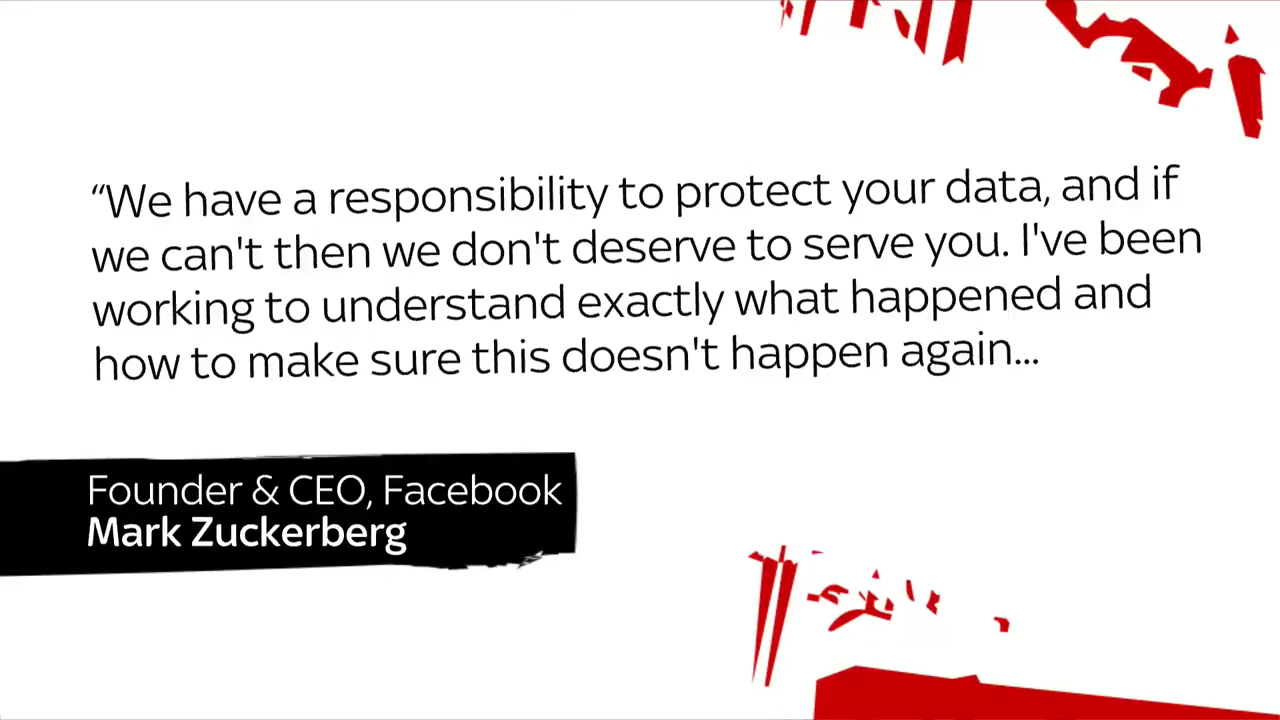 “We have a responsibility to protect your data, and if
we can't then we don't deserve to serve you. I've been
working to understand exactly what happened and
how to make sure this doesn't happen again...
Founder & CEO, Facebook
Mark Zuckerberg